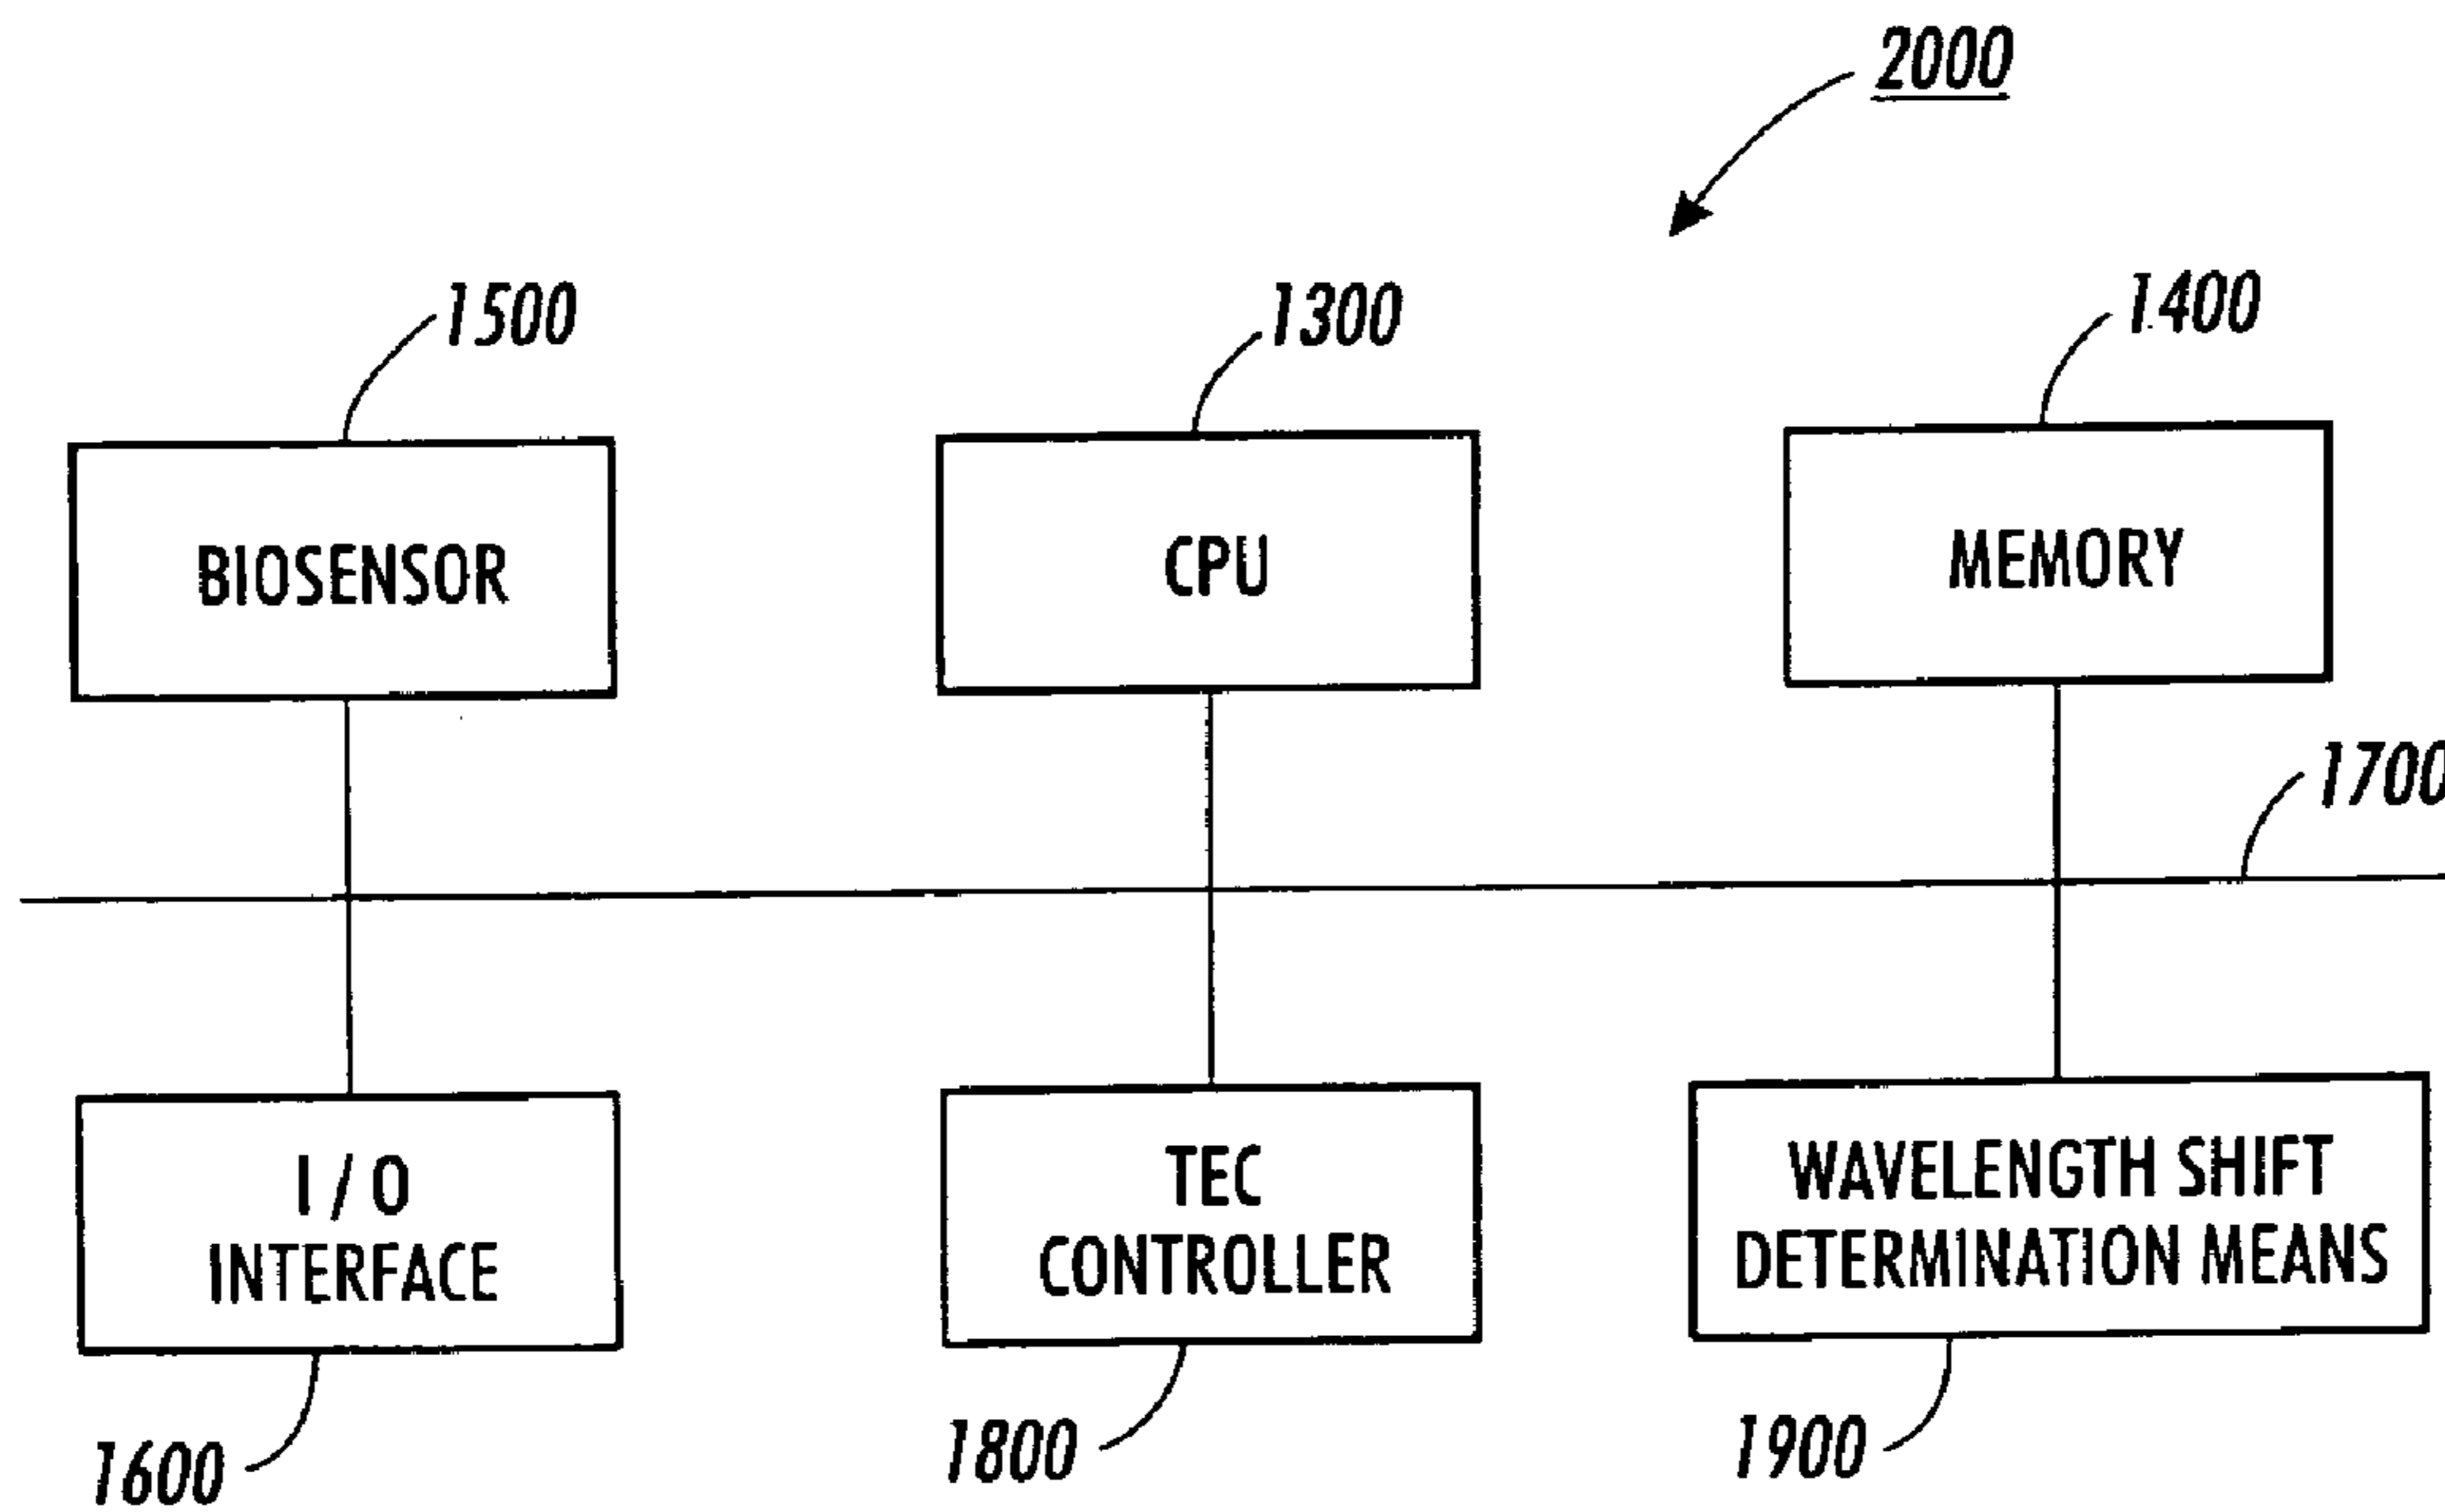 2000
1500
1300
1400
BIOSENSOR
CPU
MEMORY
1700
I / O
INTERFACE
TEC
CONTROLLER
WAVELENGTH SHIFT
DETERMINATION MEANS
1600
1800
1900